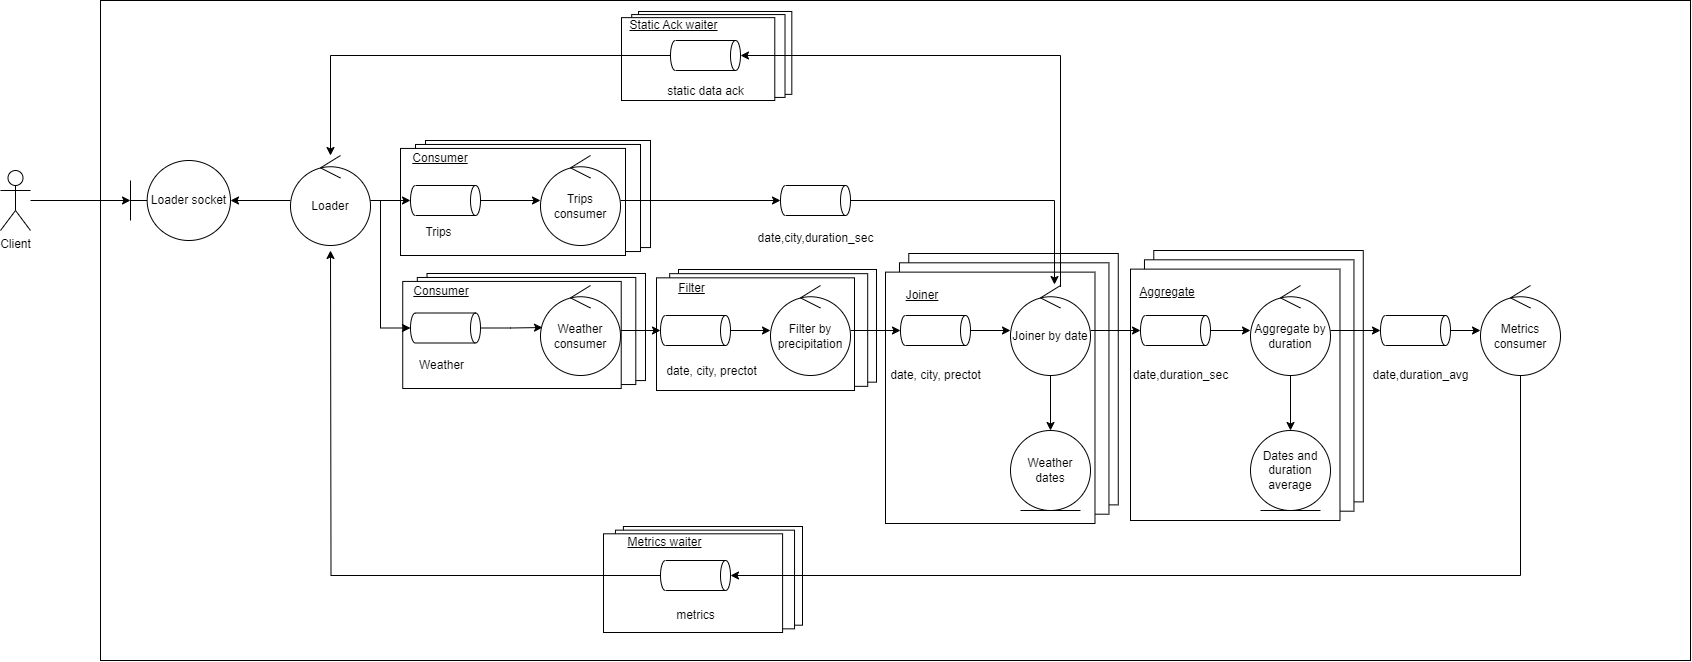 Static Ack waiter
static data ack
Client
Loader socket
Loader
Consumer
Trips
Trips
consumer
date,city,duration_sec
Consumer
Weather
Weather
consumer
Filter
date, city, prectot
Filter by
precipitation
Joiner
date, city, prectot
Joiner by date
Weather
dates
Aggregate
date,duration_sec
Aggregate by
duration
Dates and
duration
average
date,duration_avg
Metrics
consumer
Metrics waiter
metrics